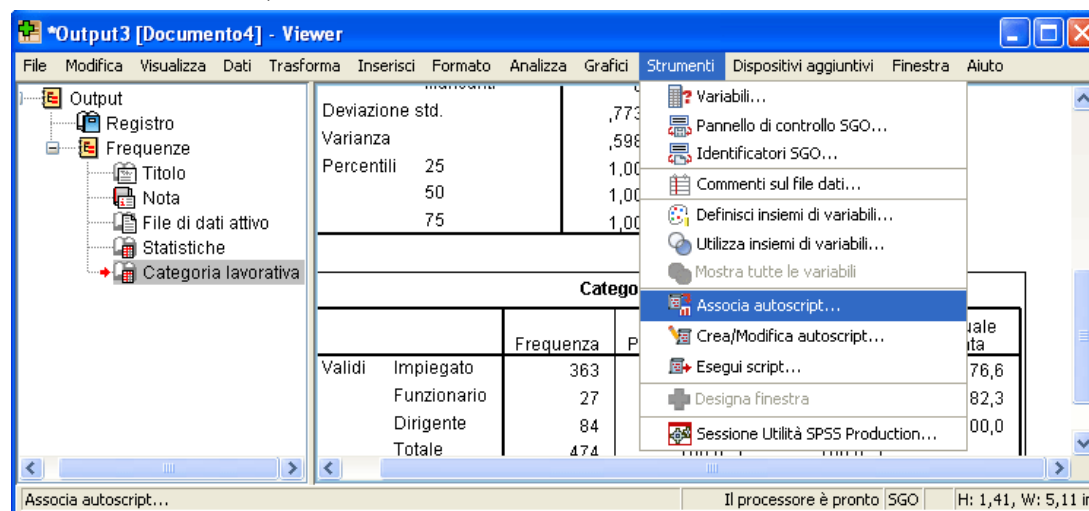 *Output3 [Documento4] - Viewer
File Modifica Visualizza Dati Trasforma Inserisci Formato Analizza Grafici Strumenti Dispositivi aggiuntivi Finestra Aiuto
Output
Registro
Frequenze
Titolo
Nota
File di dati attivo
Statistiche
Categoria lavorativa
Deviazione std. ,773
Varianza ,598
Percentili 25 1,00
50 1,00
75 1,00
Catego
Frequenza P
Validi Impiegato 363 76,6
Funzionario 27 82,3
Dirigente 84 00,0
Totale 474
Variabili...
Pannello di controllo SGO...
Identificatori SGO...
Commenti sul file dati...
Definisci insiemi di variabili...
Utilizza insiemi di variabili...
Mostra tutte le variabili
Associa autoscript...
Crea/Modifica autoscript...
Esegui script...
Designa finestra
Sessione Utilità SPSS Production...
Associa autoscript... Il processore è pronto SGO H: 1,41, W: 5,11 in